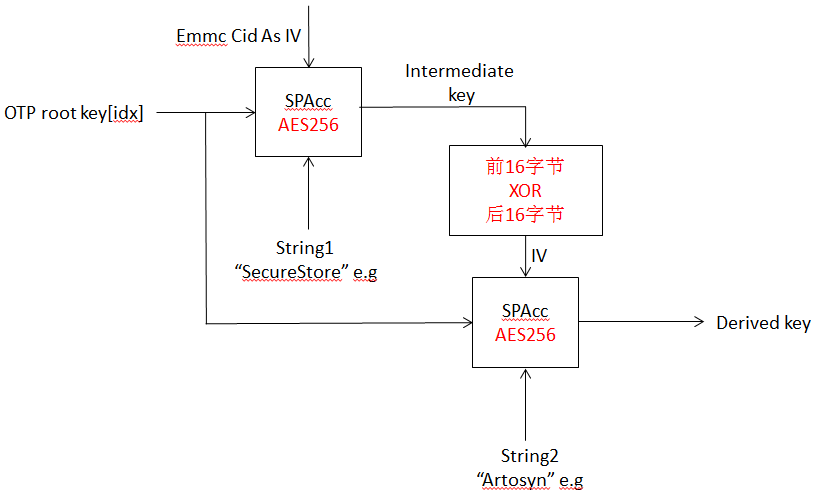 Emmc Cid As IV
OTP root key[idx]
SPAcc
AES256
Intermediate
key
前16字节
XOR
后16字节
String1
“SecureStore” e.g
IV
SPAcc
AES256
Derived key
String2
“Artosyn” e.g